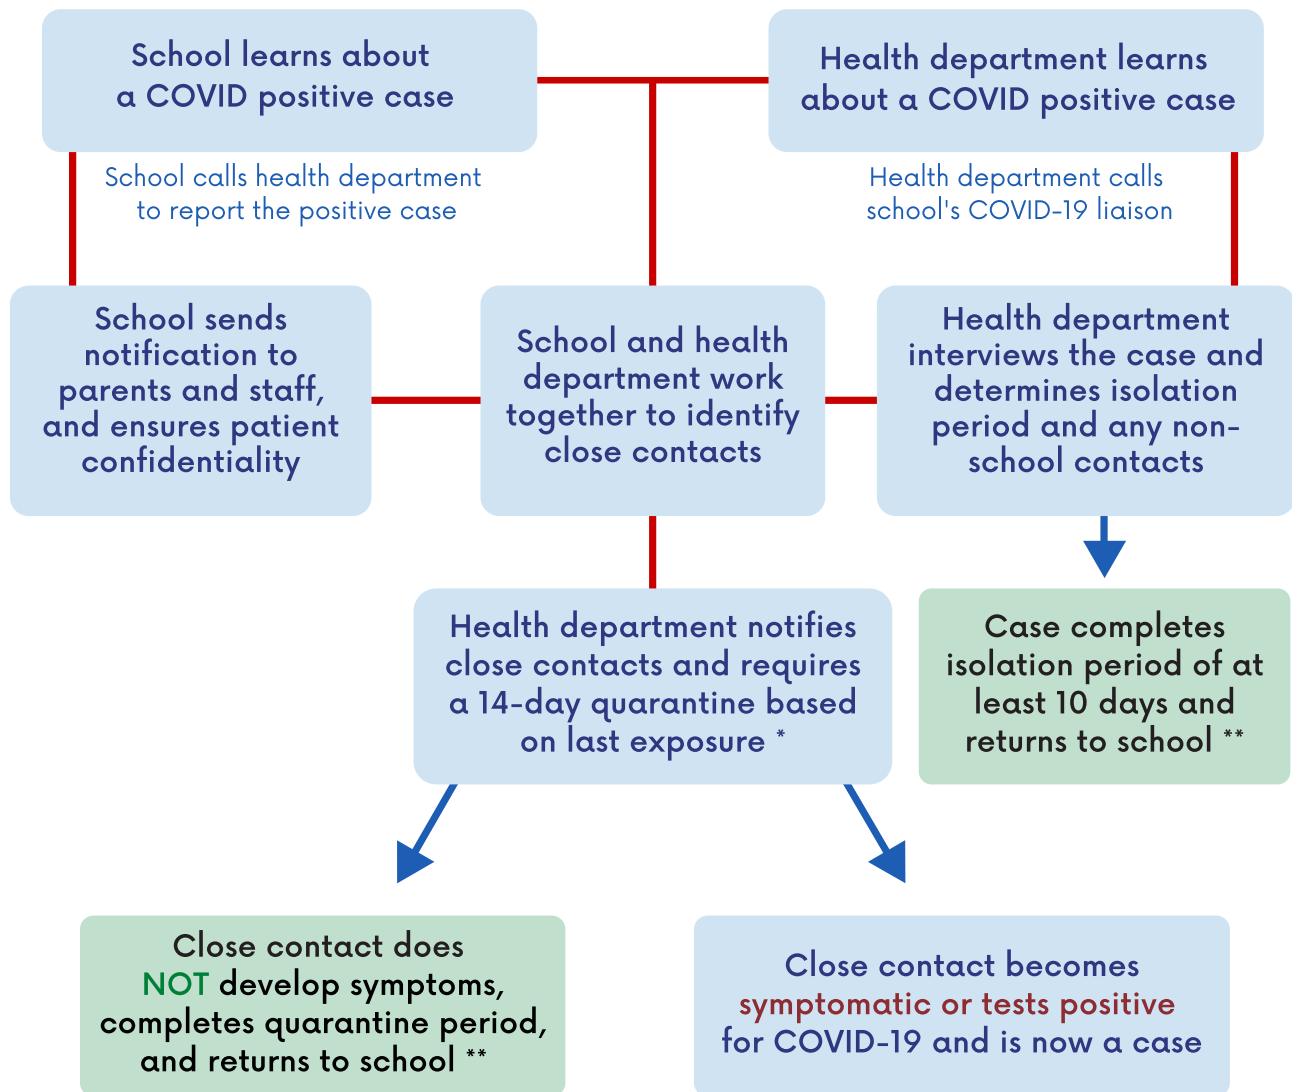 School learns about
a COVID positive case
Health department learns
about a COVID positive case
School calls health department
to report the positive case
Health department calls
school's COVID-19 liaison
School sends
notification to
parents and staff,
and ensures patient
confidentiality
School and health
department work
together to identify
close contacts
Health department
interviews the case and
determines isolation
period and any non-
school contacts
Health department notifies
close contacts and requires
a 14-day quarantine based
on last exposure *
Case completes
isolation period of at
least 10 days and
returns to school **
Close contact does
NOT develop symptoms,
completes quarantine period,
and returns to school **
Close contact becomes
symptomatic or tests positive
for COVID-19 and is now a case